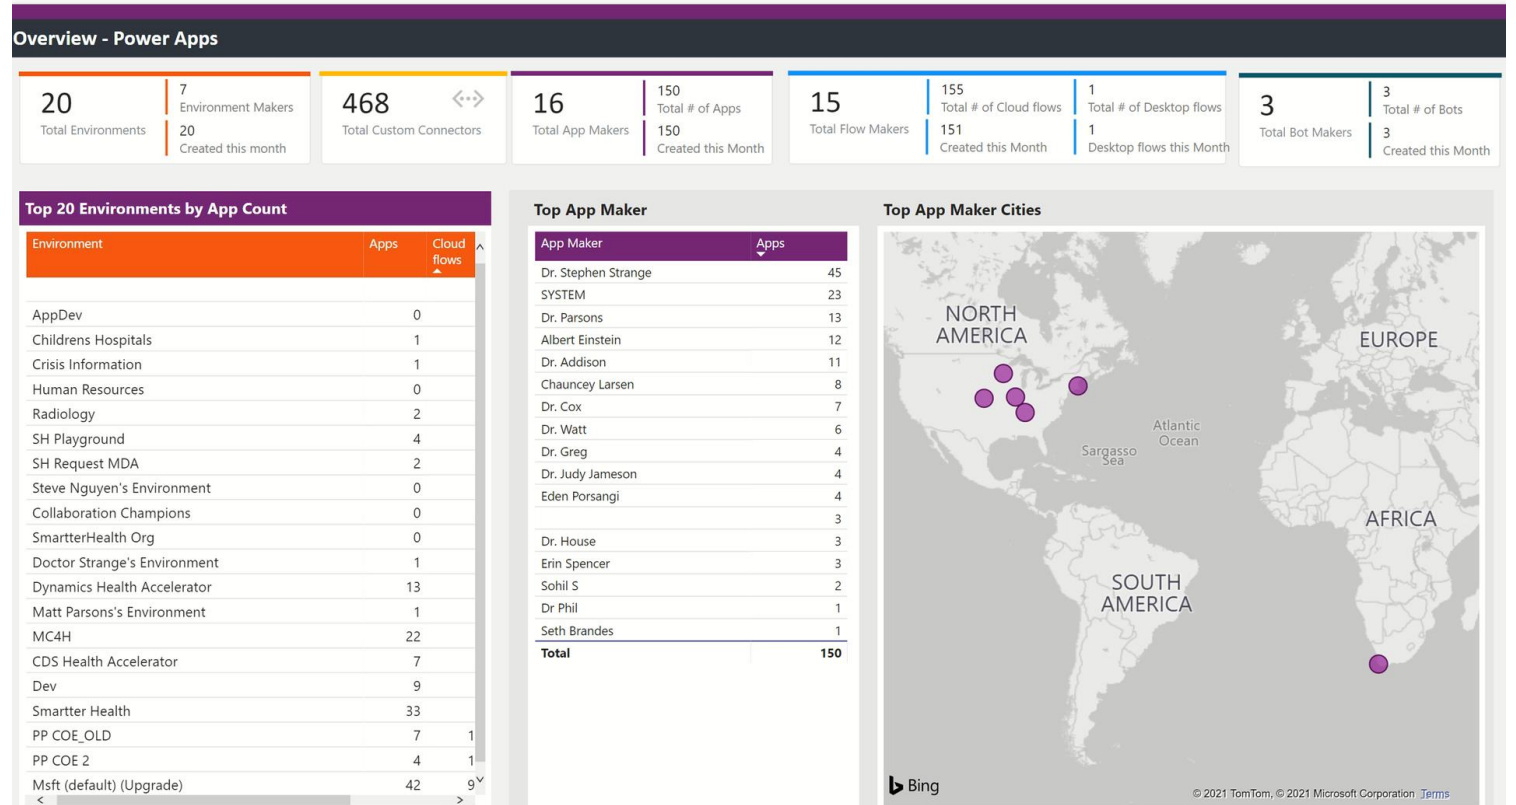 Overview - Power Apps
20
Total Environments
7
Environment Makers
20
Created this month
468
Total Custom Connectors
16
Total App Makers
150
Total # of Apps
150
Created this Month
15
Total Flow Makers
155
Total # of Cloud flows
151
Created this Month
1
Total # of Desktop flows
1
Desktop flows this Month
3
Total Bot Makers
3
Total # of Bots
3
Created this Month
Top 20 Environments by App Count
Environment Apps Cloud flows
AppDev 0
Childrens Hospitals 1
Crisis Information 1
Human Resources 0
Radiology 2
SH Playground 4
SH Request MDA 2
Steve Nguyen's Environment 0
Collaboration Champions 0
SmartterHealth Org 0
Doctor Strange's Environment 1
Dynamics Health Accelerator 13
Matt Parsons's Environment 1
MC4H 22
CDS Health Accelerator 7
Dev 9
Smartter Health 33
PP COE_OLD 7 1
PP COE 2 4 1
Msft (default) (Upgrade) 42 9
Top App Maker
App Maker Apps
Dr. Stephen Strange 45
SYSTEM 23
Dr. Parsons 13
Albert Einstein 12
Dr. Addison 11
Chauncey Larsen 8
Dr. Cox 7
Dr. Watt 6
Dr. Greg 4
Dr. Judy Jameson 4
Eden Porsangi 4
3
Dr. House 3
Erin Spencer 3
Sohil S 2
Dr Phil 1
Seth Brandes 1
Total 150
Top App Maker Cities
NORTH
AMERICA
EUROPE
Atlantic
Ocean
Sargasso
Sea
AFRICA
SOUTH
AMERICA
Bing
© 2021 TomTom, © 2021 Microsoft Corporation Terms